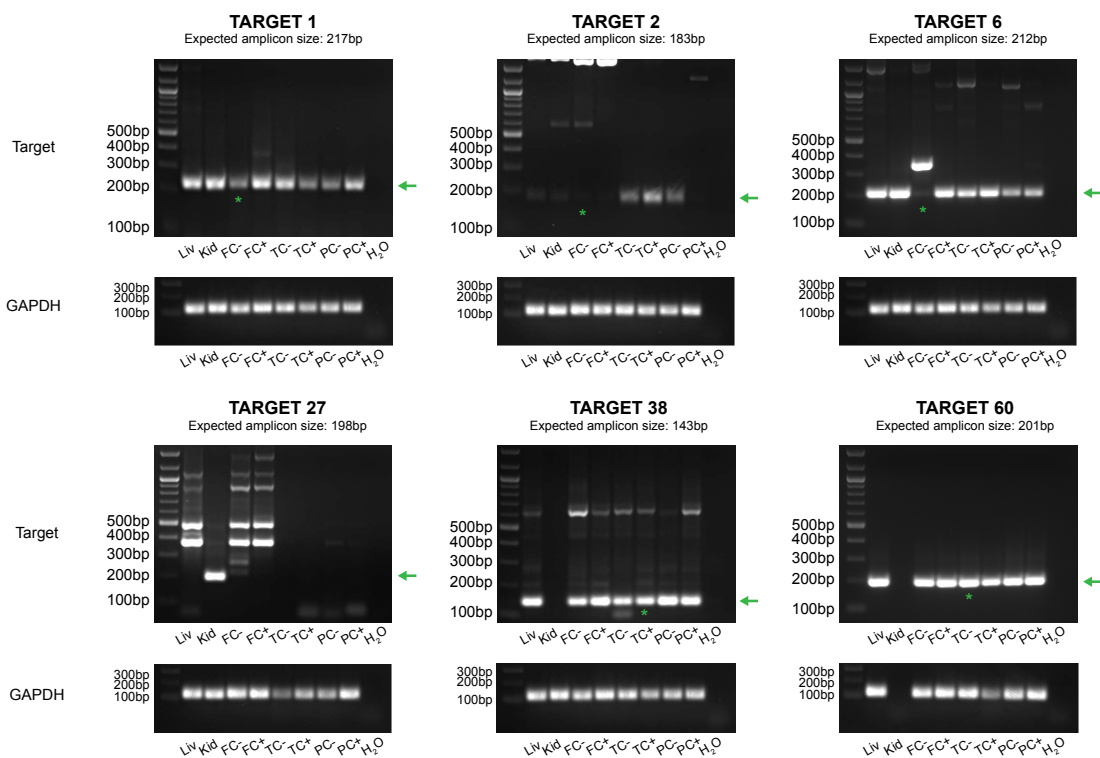 TARGET 1
Expected amplicon size: 217bp
TARGET 2
Expected amplicon size: 183bp
TARGET 6
Expected amplicon size: 212bp
Target
500bp
400bp
300bp
200bp
100bp
*
Liv Kid FC- FC+ TC- TC+ PC- PC+ H₂O
500bp
400bp
300bp
200bp
100bp
*
Liv Kid FC- FC+ TC- TC+ PC- PC+ H₂O
500bp
400bp
300bp
200bp
100bp
*
Liv Kid FC- FC+ TC- TC+ PC- PC+ H₂O
GAPDH
300bp
200bp
100bp
Liv Kid FC- FC+ TC- TC+ PC- PC+ H₂O
300bp
200bp
100bp
Liv Kid FC- FC+ TC- TC+ PC- PC+ H₂O
300bp
200bp
100bp
Liv Kid FC- FC+ TC- TC+ PC- PC+ H₂O
TARGET 27
Expected amplicon size: 198bp
TARGET 38
Expected amplicon size: 143bp
TARGET 60
Expected amplicon size: 201bp
Target
500bp
400bp
300bp
200bp
100bp
Liv Kid FC- FC+ TC- TC+ PC- PC+ H₂O
500bp
400bp
300bp
200bp
100bp
*
Liv Kid FC- FC+ TC- TC+ PC- PC+ H₂O
500bp
400bp
300bp
200bp
100bp
*
Liv Kid FC- FC+ TC- TC+ PC- PC+ H₂O
GAPDH
300bp
200bp
100bp
Liv Kid FC- FC+ TC- TC+ PC- PC+ H₂O
300bp
200bp
100bp
Liv Kid FC- FC+ TC- TC+ PC- PC+ H₂O
300bp
200bp
100bp
Liv Kid FC- FC+ TC- TC+ PC- PC+ H₂O